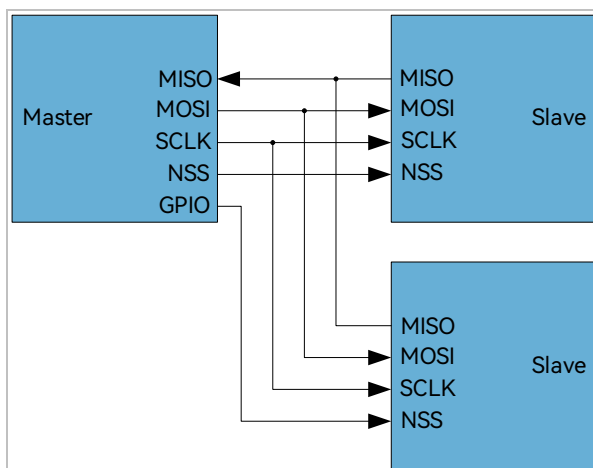 Master
MISO
MOSI
SCLK
NSS
GPIO
MISO
MOSI
SCLK
NSS
Slave
MISO
MOSI
SCLK
NSS
Slave